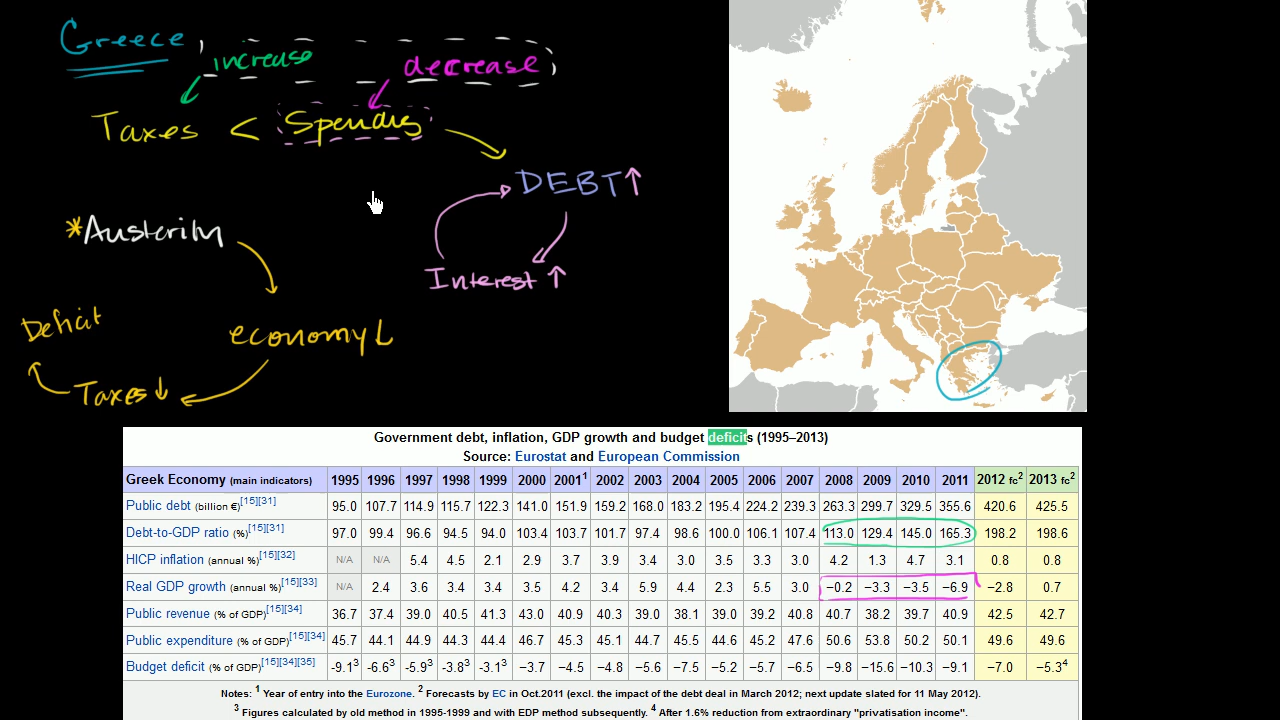 Greece
increase
decrease
Taxes < Spending
DEBT ↑
*Austerity
Interest ↑
Deficit
economy ↓
Taxes ↓
Government debt, inflation, GDP growth and budget deficits (1995–2013)
Source: Eurostat and European Commission
Greek Economy (main indicators) 1995 1996 1997 1998 1999 2000 2001¹ 2002 2003 2004 2005 2006 2007 2008 2009 2010 2011 2012 fc² 2013 fc²
Public debt (billion €)[15][31] 95.0 107.7 114.9 115.7 122.3 141.0 151.9 159.2 168.0 183.2 195.4 224.2 239.3 263.3 299.7 329.5 355.6 420.6 425.5
Debt-to-GDP ratio (%)[15][31] 97.0 99.4 96.6 94.5 94.0 103.4 103.7 101.7 97.4 98.6 100.0 106.1 107.4 113.0 129.4 145.0 165.3 198.2 198.6
HICP inflation (annual %)[15][32] N/A N/A 5.4 4.5 2.1 2.9 3.7 3.9 3.4 3.0 3.5 3.3 3.0 4.2 1.3 4.7 3.1 0.8 0.8
Real GDP growth (annual %)[15][33] N/A 2.4 3.6 3.4 3.4 3.5 4.2 3.4 5.9 4.4 2.3 5.5 3.0 −0.2 −3.3 −3.5 −6.9 −2.8 0.7
Public revenue (% of GDP)[15][34] 36.7 37.4 39.0 40.5 41.3 43.0 40.9 40.3 39.0 38.1 39.0 39.2 40.8 40.7 38.2 39.7 40.9 42.5 42.7
Public expenditure (% of GDP)[15][34] 45.7 44.1 44.9 44.3 44.4 46.7 45.3 45.1 44.7 45.5 44.6 45.2 47.6 50.6 53.8 50.2 50.1 49.6 49.6
Budget deficit (% of GDP)[15][34][35] -9.1³ -6.6³ -5.9³ -3.8³ -3.1³ −3.7 −4.5 −4.8 −5.6 −7.5 −5.2 −5.7 −6.5 −9.8 −15.6 −10.3 −9.1 −7.0 −5.3⁴
Notes: ¹ Year of entry into the Eurozone. ² Forecasts by EC in Oct.2011 (excl. the impact of the debt deal in March 2012; next update slated for 11 May 2012).
³ Figures calculated by old method in 1995-1999 and with EDP method subsequently. ⁴ After 1.6% reduction from extraordinary "privatisation income".